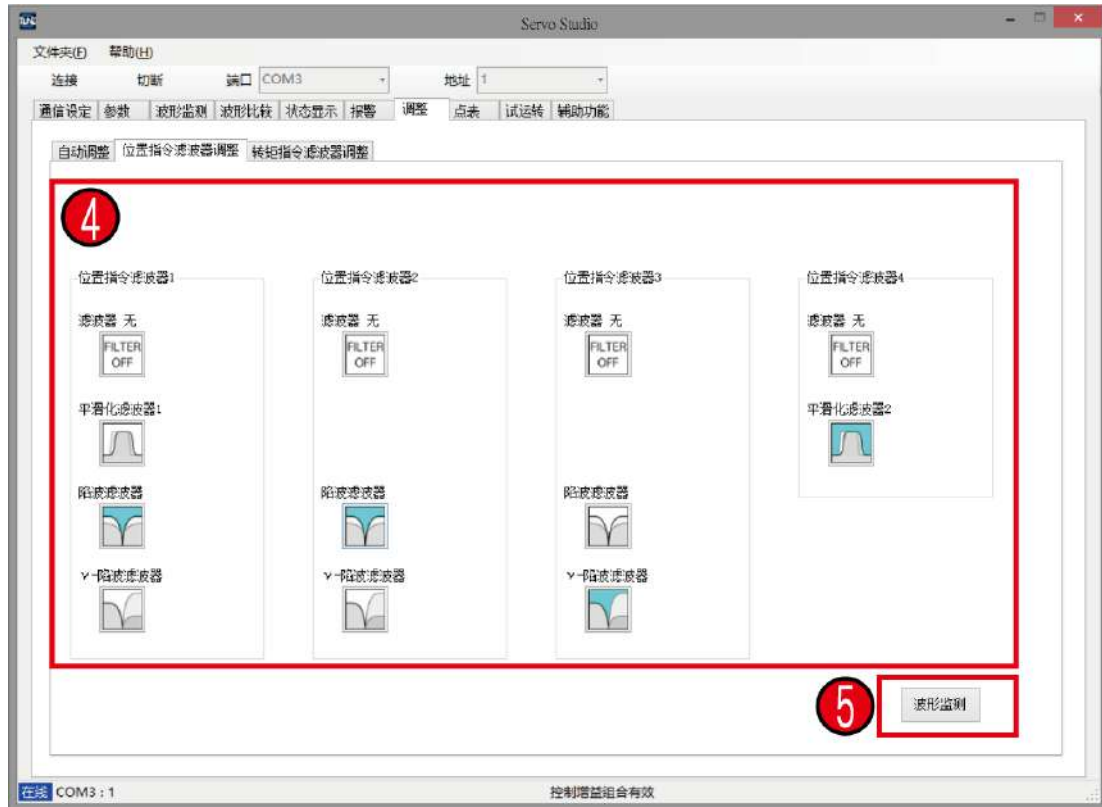 Servo Studio
文件夹(F) 帮助(H)
连接 切断 端口 COM3 地址 1
通信设定 参数 波形监测 波形比较 状态显示 报警 调整 点表 试运转 辅助功能
自动调整 位置指令滤波器调整 转矩指令滤波器调整
4
位置指令滤波器1 位置指令滤波器2 位置指令滤波器3 位置指令滤波器4
滤波器 无 滤波器 无 滤波器 无 滤波器 无
FILTER FILTER FILTER FILTER
OFF OFF OFF OFF
平滑化滤波器1 平滑化滤波器2
陷波滤波器 陷波滤波器 陷波滤波器
γ-陷波滤波器 γ-陷波滤波器 γ-陷波滤波器
5 波形监测
在线 COM3 : 1 控制增益组合有效